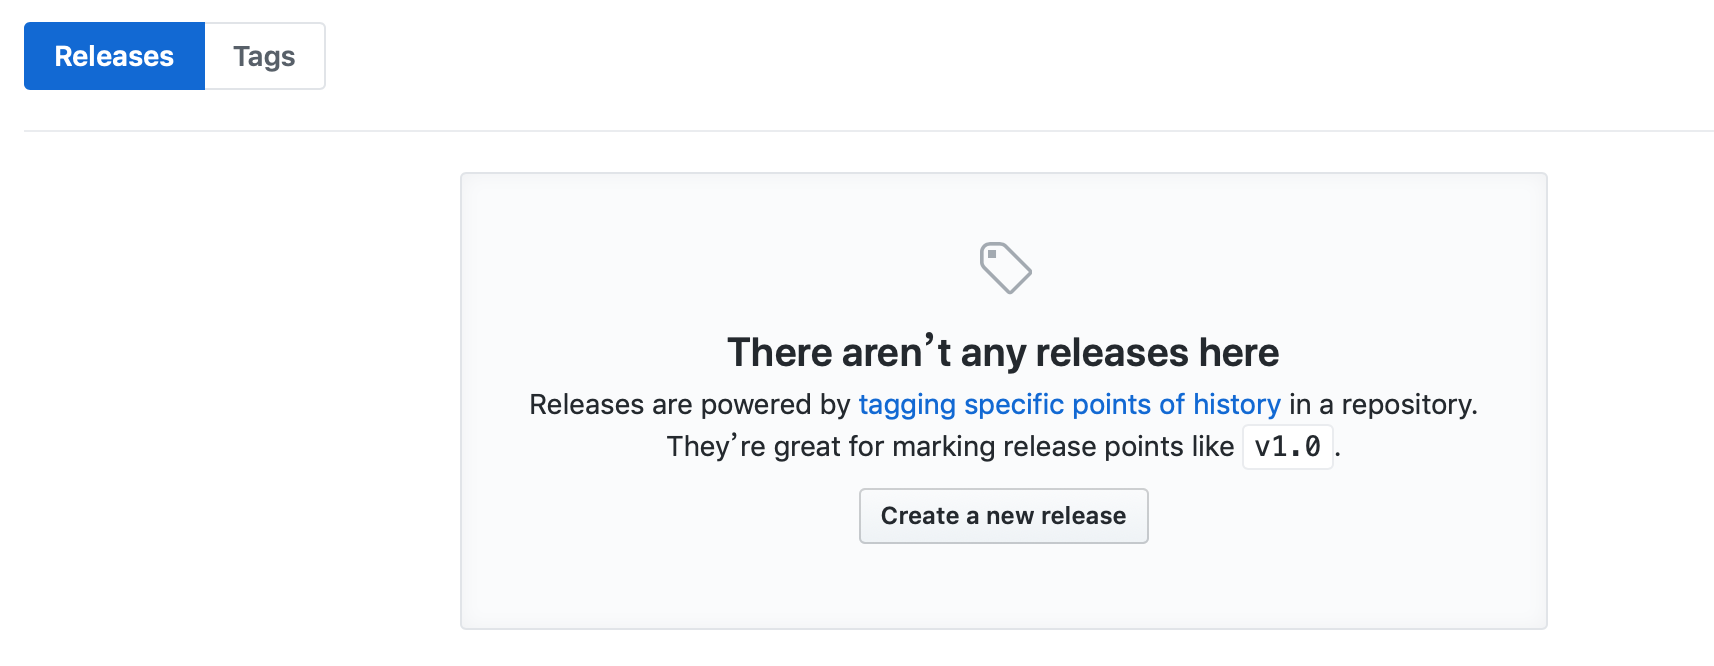 Releases Tags
There aren’t any releases here
Releases are powered by tagging specific points of history in a repository.
They’re great for marking release points like v1.0.
Create a new release